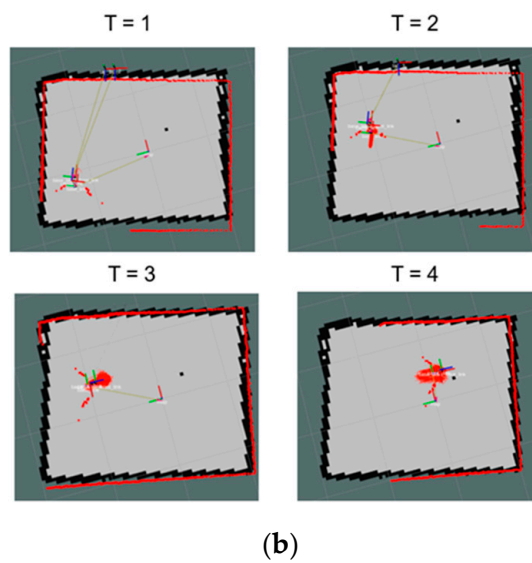 T = 1
T = 2
T = 3
T = 4
(b)